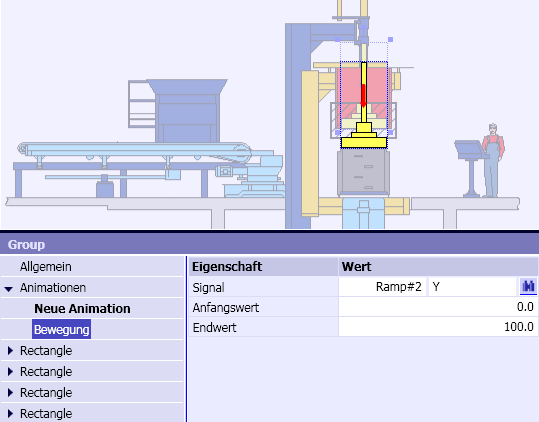 Group
Allgemein
Eigenschaft Wert
Animationen
Signal Ramp#2 Y
Neue Animation
Anfangswert 0.0
Bewegung
Endwert 100.0
Rectangle
Rectangle
Rectangle
Rectangle